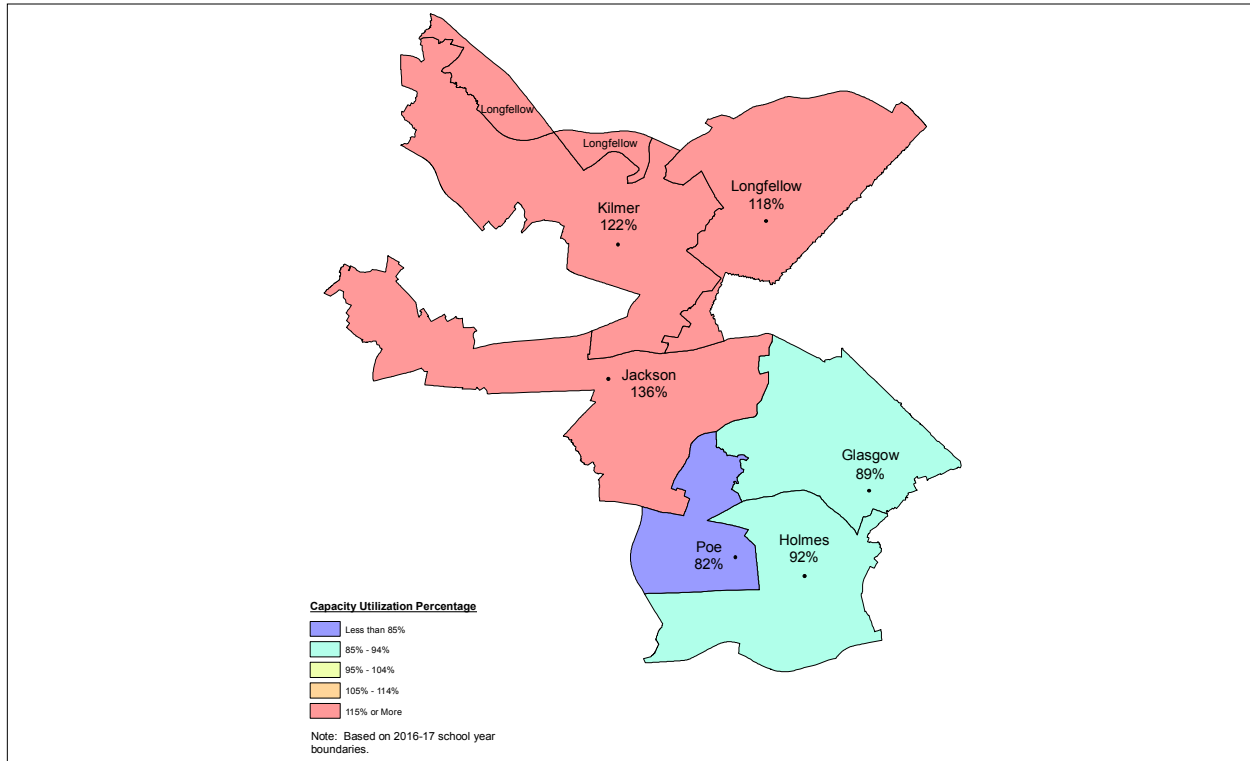 Longfellow
Longfellow
Longfellow
118%
Kilmer
122%
Jackson
136%
Glasgow
89%
Poe
82%
Holmes
92%
Capacity Utilization Percentage
Less than 85%
85% - 94%
95% - 104%
105% - 114%
115% or More
Note: Based on 2016-17 school year
boundaries.